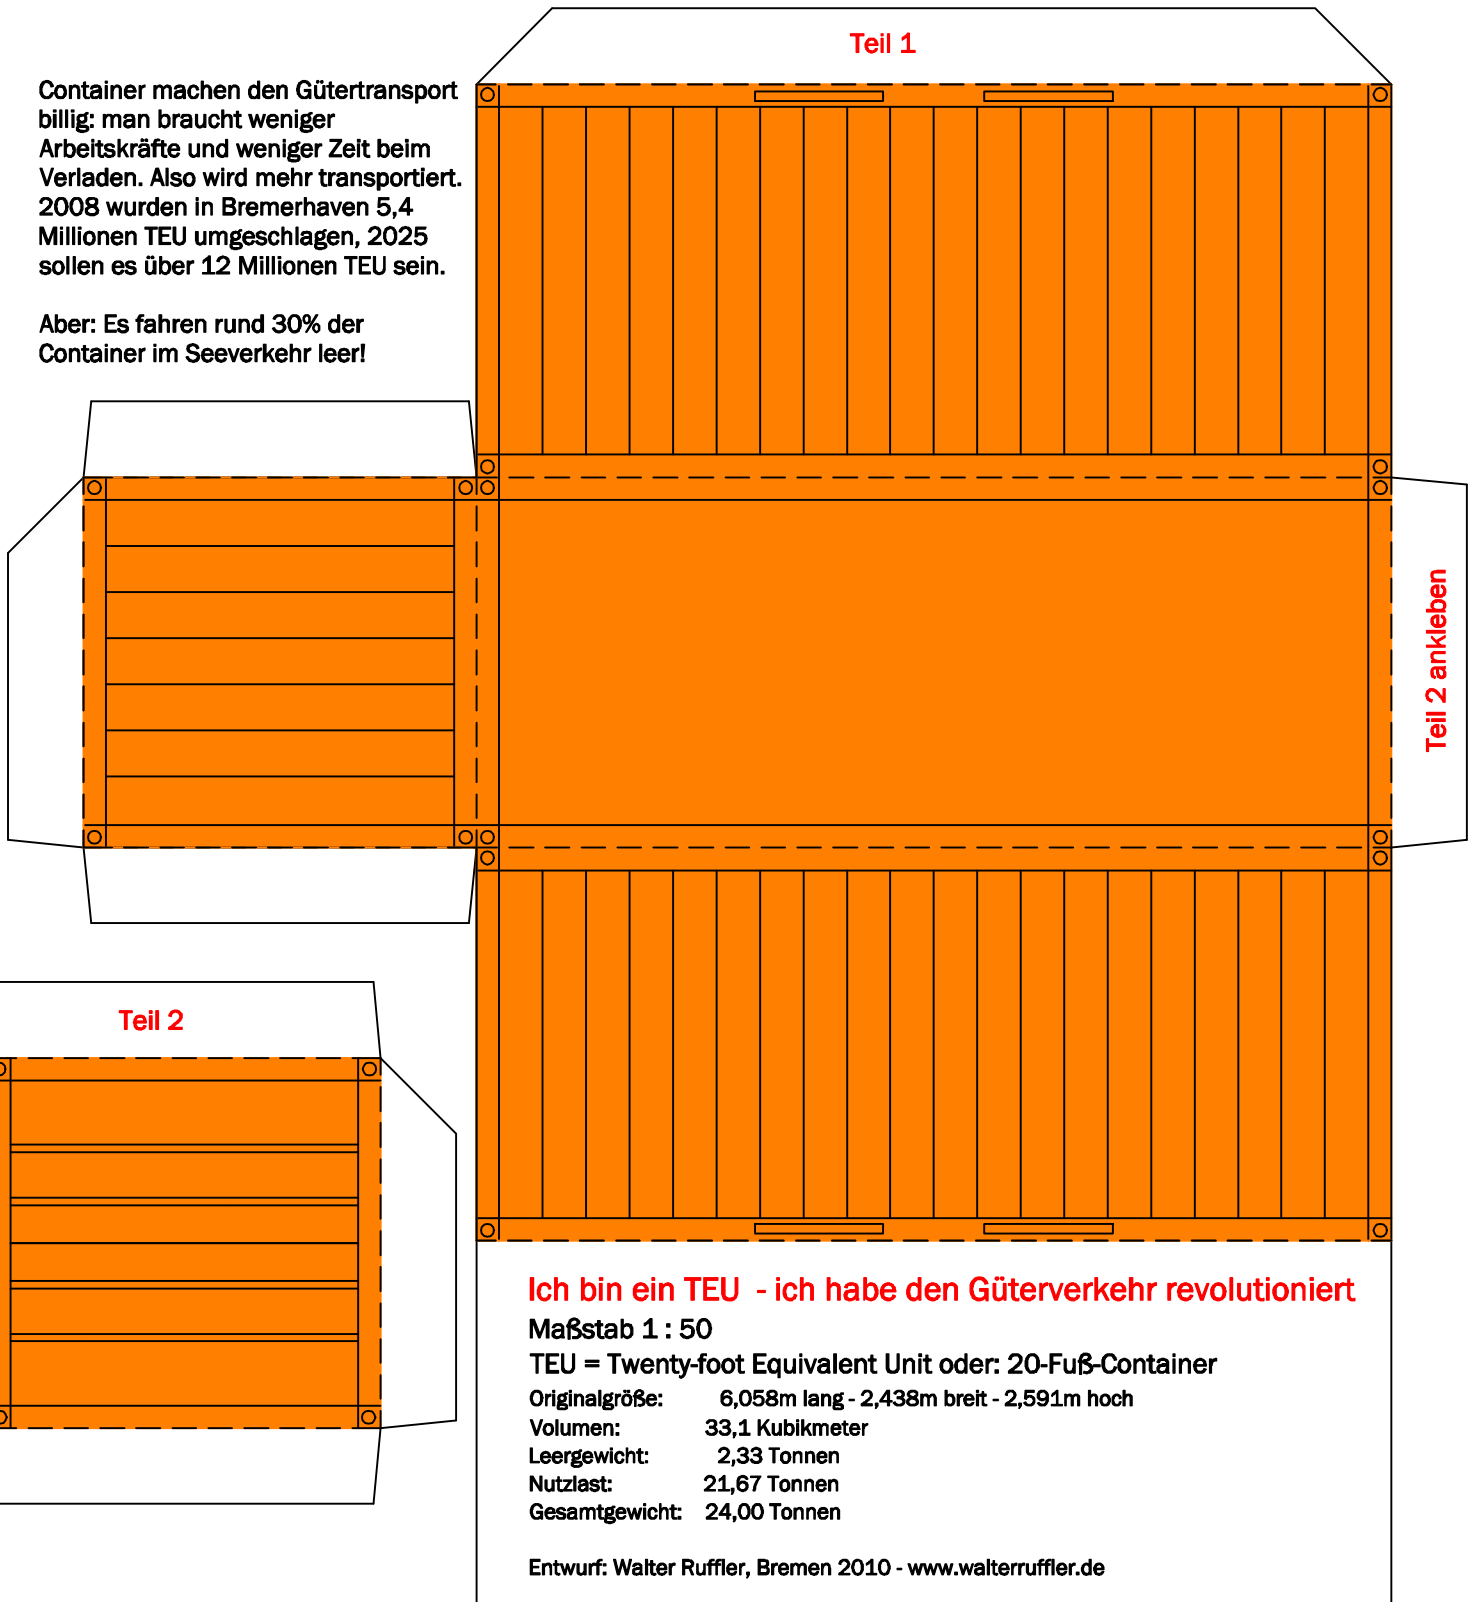 Teil 1
Container machen den Gütertransport
billig: man braucht weniger
Arbeitskräfte und weniger Zeit beim
Verladen. Also wird mehr transportiert.
2008 wurden in Bremerhaven 5,4
Millionen TEU umgeschlagen, 2025
sollen es über 12 Millionen TEU sein.
Aber: Es fahren rund 30% der
Container im Seeverkehr leer!
Teil 2 ankleben
Teil 2
Ich bin ein TEU - ich habe den Güterverkehr revolutioniert
Maßstab 1 : 50
TEU = Twenty-foot Equivalent Unit oder: 20-Fuß-Container
Originalgröße: 6,058m lang - 2,438m breit - 2,591m hoch
Volumen: 33,1 Kubikmeter
Leergewicht: 2,33 Tonnen
Nutzlast: 21,67 Tonnen
Gesamtgewicht: 24,00 Tonnen
Entwurf: Walter Ruffler, Bremen 2010 - www.walterruffler.de